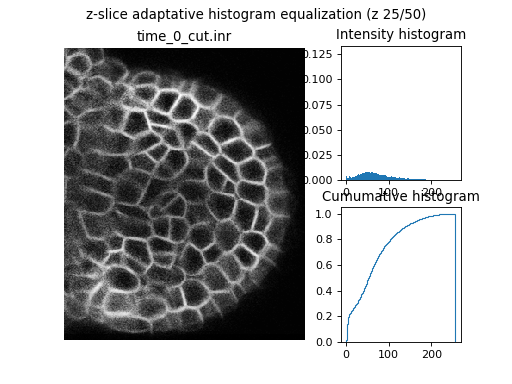 z-slice adaptative histogram equalization (z 25/50)
time_0_cut.inr
Intensity histogram
0.125
0.100
0.075
0.050
0.025
0.000
0 100 200
Cumumative histogram
1.0
0.8
0.6
0.4
0.2
0.0
0 100 200